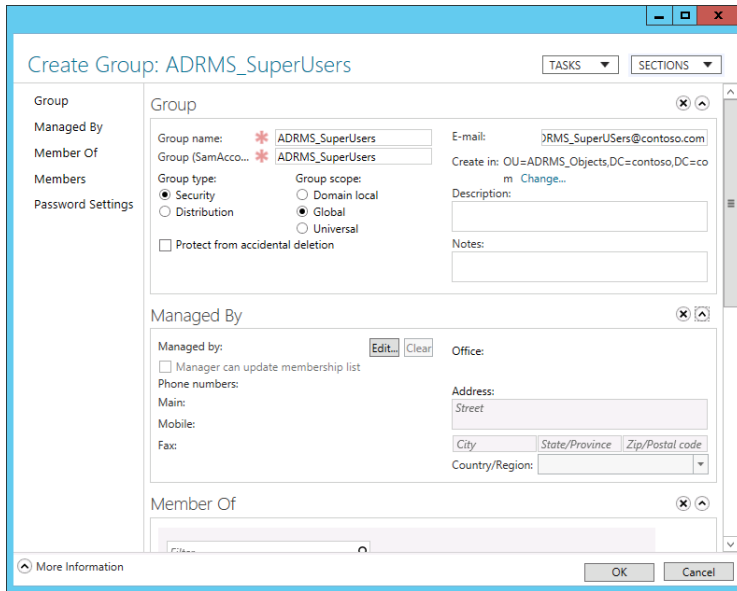 Create Group: ADRMS_SuperUsers
TASKS
SECTIONS
Group
Managed By
Member Of
Members
Password Settings
Group
Group name:
ADRMS_SuperUsers
Group (SamAcco...
ADRMS_SuperUsers
Group type:
Group scope:
Security
Domain local
Distribution
Global
Universal
Protect from accidental deletion
E-mail:
RMS_SuperUSers@contoso.com
Create in: OU=ADRMS_Objects,DC=contoso,DC=co
m Change...
Description:
Notes:
Managed By
Managed by:
Edit...
Clear
Manager can update membership list
Phone numbers:
Main:
Mobile:
Fax:
Office:
Address:
Street
City
State/Province
Zip/Postal code
Country/Region:
Member Of
Filter
More Information
OK
Cancel